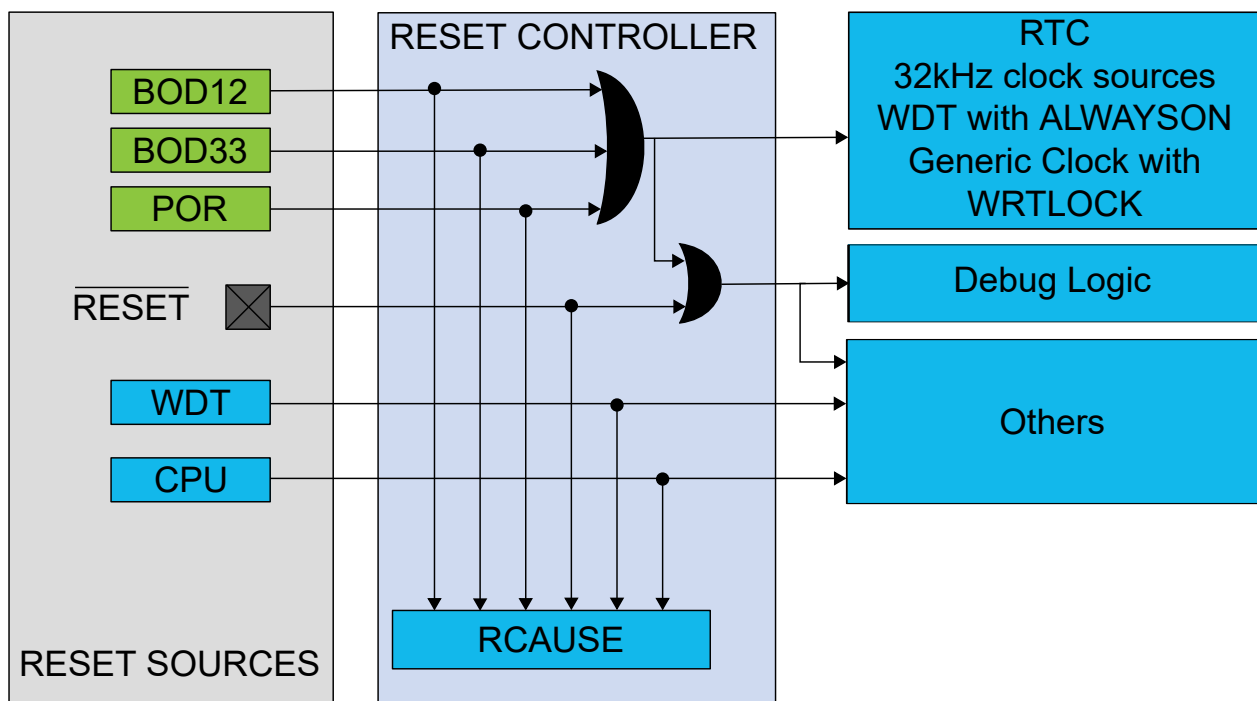 RESET CONTROLLER
BOD12
BOD33
POR
RESET
WDT
CPU
RESET SOURCES
RCAUSE
RTC
32kHz clock sources
WDT with ALWAYSON
Generic Clock with
WRTLOCK
Debug Logic
Others